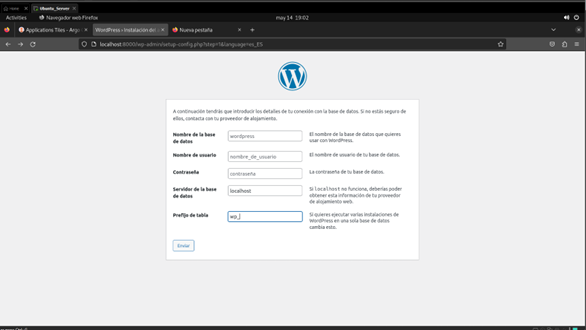 Home
Ubuntu_Server
Activities
Navegador web Firefox
may 14 19:02
Applications Tiles - Argo
WordPress › Instalación del
Nueva pestaña
localhost:8000/wp-admin/setup-config.php?step=1&language=es_ES
A continuación tendrás que introducir los detalles de tu conexión con la base de datos. Si no estás seguro de
ellos, contacta con tu proveedor de alojamiento.
Nombre de la base
de datos
wordpress
El nombre de la base de datos que quieres
usar con WordPress.
Nombre de usuario
nombre_de_usuario
El nombre de usuario de tu base de datos.
Contraseña
contraseña
La contraseña de tu base de datos.
Servidor de la base
de datos
localhost
Si localhost no funciona, deberías poder
obtener esta información de tu proveedor
de alojamiento web.
Prefijo de tabla
wp_
Si quieres ejecutar varias instalaciones de
WordPress en una sola base de datos
cambia esto.
Enviar